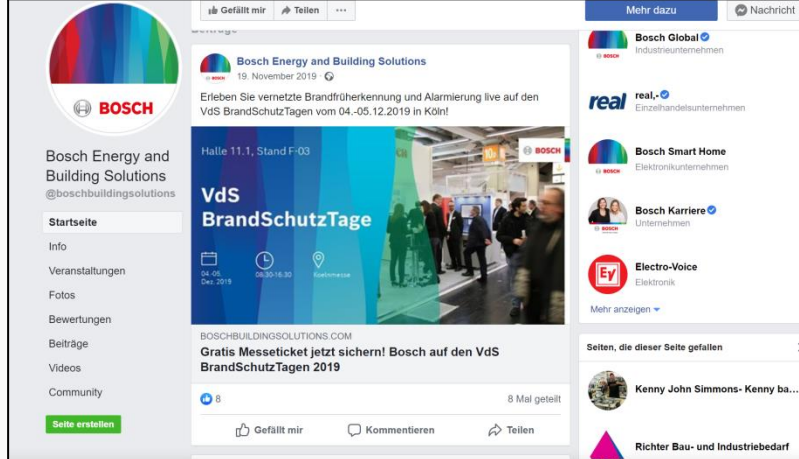 Gefällt mir
Teilen
Mehr dazu
Nachricht
BOSCH
Bosch Energy and
Building Solutions
@boschbuildingsolutions
Startseite
Info
Veranstaltungen
Fotos
Bewertungen
Beiträge
Videos
Community
Seite erstellen
Beiträge
Bosch Energy and Building Solutions
19. November 2019
Erleben Sie vernetzte Brandfrüherkennung und Alarmierung live auf den
VdS BrandSchutzTagen vom 04.-05.12.2019 in Köln!
Halle 11.1, Stand F-03
BOSCH
VdS
BrandSchutzTage
04.-05.
Dez. 2019
08:30-16:30
Koelnmesse
BOSCHBUILDINGSOLUTIONS.COM
Gratis Messeticket jetzt sichern! Bosch auf den VdS
BrandSchutzTagen 2019
8
8 Mal geteilt
Gefällt mir
Kommentieren
Teilen
Bosch Global
Industrieunternehmen
real
real,-
Einzelhandelsunternehmen
Bosch Smart Home
Elektronikunternehmen
Bosch Karriere
Unternehmen
EV
Electro-Voice
Elektronik
Mehr anzeigen
Seiten, die dieser Seite gefallen
Kenny John Simmons- Kenny ba...
Richter Bau- und Industriebedarf